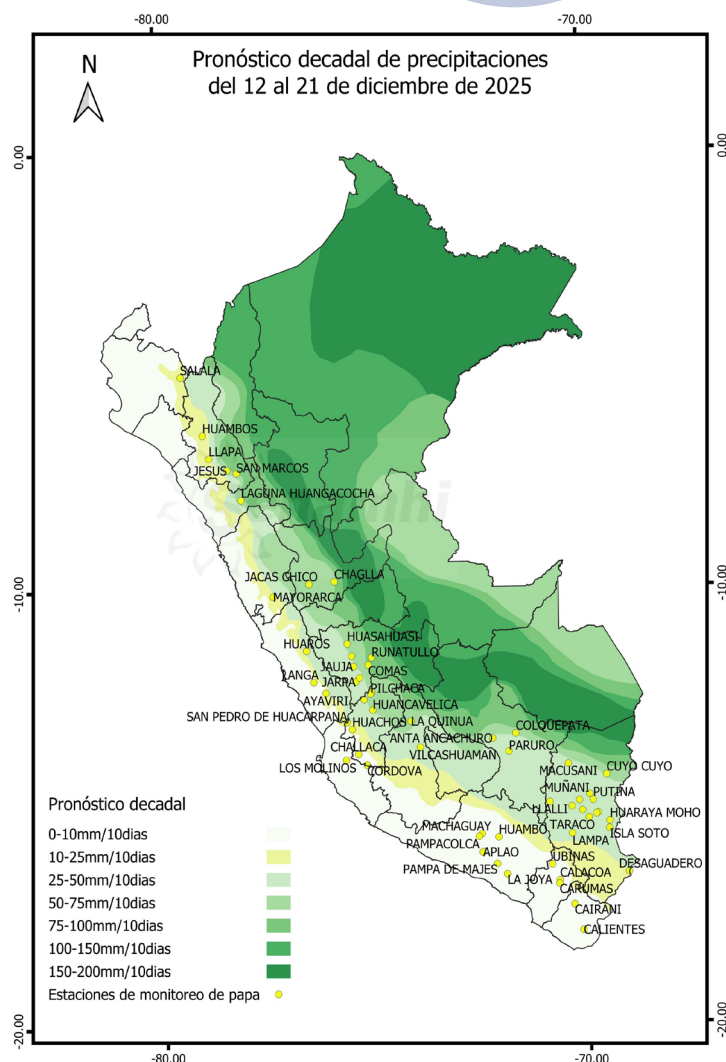 -80.00
-70.00
N
Pronóstico decadal de precipitaciones
del 12 al 21 de diciembre de 2025
0.00
0.00
SALALA
HUAMBOS
LLAPA
JESUS
SAN MARCOS
LAGUNA HUANGACOCHA
JACAS CHICO
CHAGLLA
MAYORARCA
-10.00
-10.00
HUAROS
HUASAHUASI
RUNATULLO
JAUJA
COMAS
LANGA
JARPA
PILCHACA
AYAVIRI
HUANCAVELICA
SAN PEDRO DE HUACARPANA
HUACHOS
LA QUINUA
COLQUEPATA
ANTA ANCACHURO
CHALLACA
VILCASHUAMAN
PARURO
LOS MOLINOS
CORDOVA
MACUSANI
CUYO CUYO
MUÑANI
PUTINA
LLALLI
HUARAYA MOHO
TARACO
ISLA SOTO
MACHAGUAY
HUAMBO
LAMPA
PAMPACOLCA
APLAO
UBINAS
DESAGUADERO
PAMPA DE MAJES
LA JOYA
CALACOA
CARUMAS
CAIRANI
CALIENTES
Pronóstico decadal
0-10mm/10dias
10-25mm/10dias
25-50mm/10dias
50-75mm/10dias
75-100mm/10dias
100-150mm/10dias
150-200mm/10dias
Estaciones de monitoreo de papa
-20.00
-20.00
-80.00
-70.00